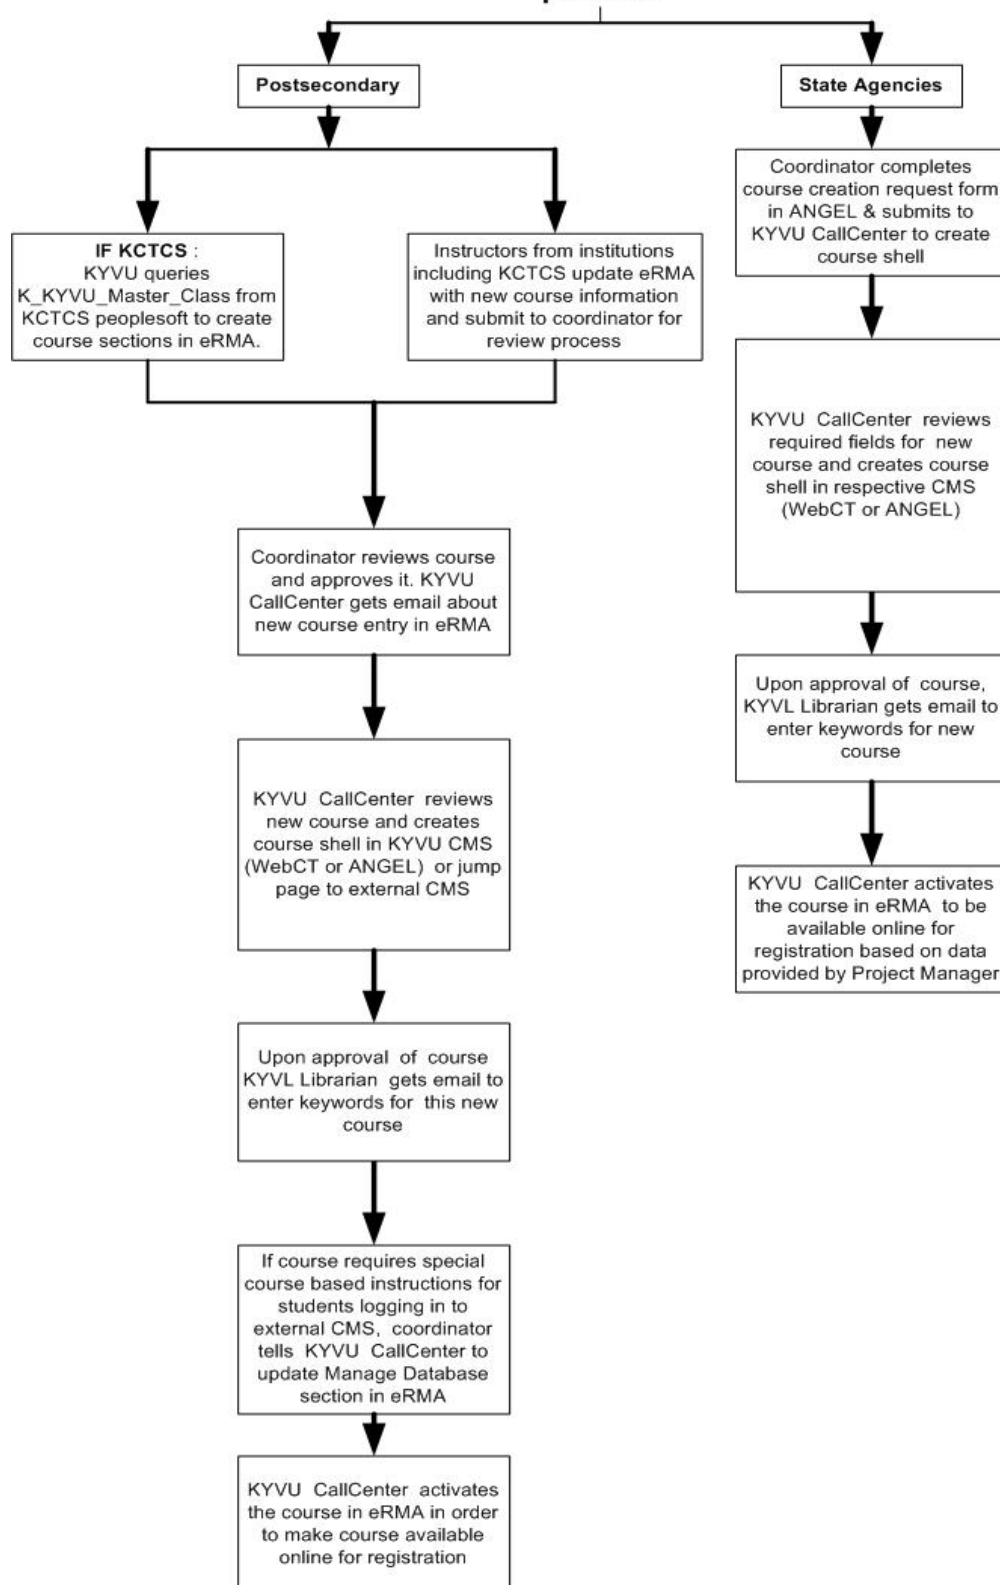 Postsecondary
State Agencies
IF KCTCS :
KYVU queries
K_KYVU_Master_Class from
KCTCS peoplesoft to create
course sections in eRMA.
Instructors from institutions
including KCTCS update eRMA
with new course information
and submit to coordinator for
review process
Coordinator completes
course creation request form
in ANGEL & submits to
KYVU CallCenter to create
course shell
KYVU CallCenter reviews
required fields for new
course and creates course
shell in respective CMS
(WebCT or ANGEL)
Coordinator reviews course
and approves it. KYVU
CallCenter gets email about
new course entry in eRMA
Upon approval of course,
KYVL Librarian gets email to
enter keywords for new
course
KYVU CallCenter reviews
new course and creates
course shell in KYVU CMS
(WebCT or ANGEL) or jump
page to external CMS
KYVU CallCenter activates
the course in eRMA to be
available online for
registration based on data
provided by Project Manager
Upon approval of course
KYVL Librarian gets email to
enter keywords for this new
course
If course requires special
course based instructions for
students logging in to
external CMS, coordinator
tells KYVU CallCenter to
update Manage Database
section in eRMA
KYVU CallCenter activates
the course in eRMA in order
to make course available
online for registration